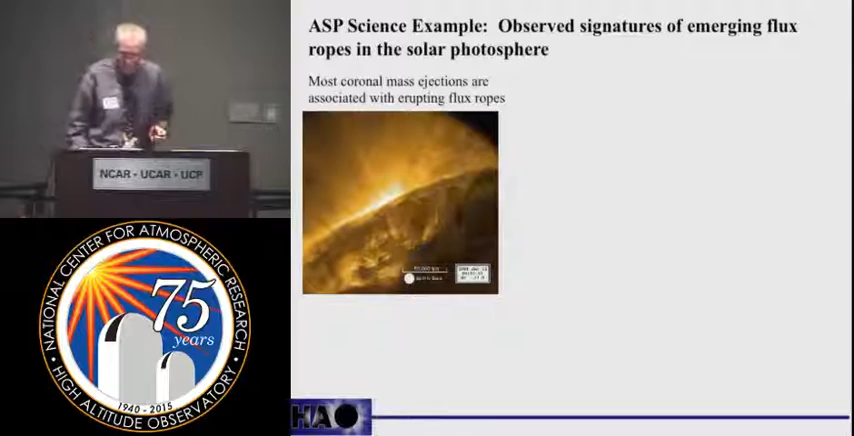 ASP Science Example: Observed signatures of emerging flux
ropes in the solar photosphere
Most coronal mass ejections are
associated with erupting flux ropes
NCAR • UCAR • UCP
NATIONAL CENTER FOR ATMOSPHERIC RESEARCH
75
years
1940 - 2015
HIGH ALTITUDE OBSERVATORY
HAO